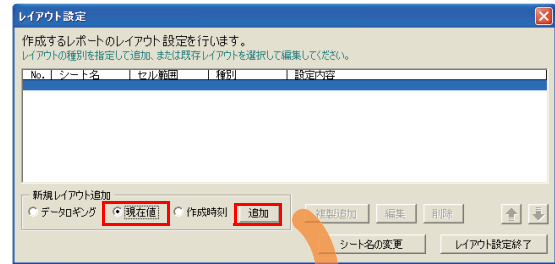 レイアウト設定
作成するレポートのレイアウト設定を行います。
レイアウトの種別を指定して追加、または既存レイアウトを選択して編集してください。
No. シート名 セル範囲 種別 設定内容
新規レイアウト追加
データロギング 現在値 作成時刻 追加 複製追加 編集 削除
シート名の変更 レイアウト設定終了